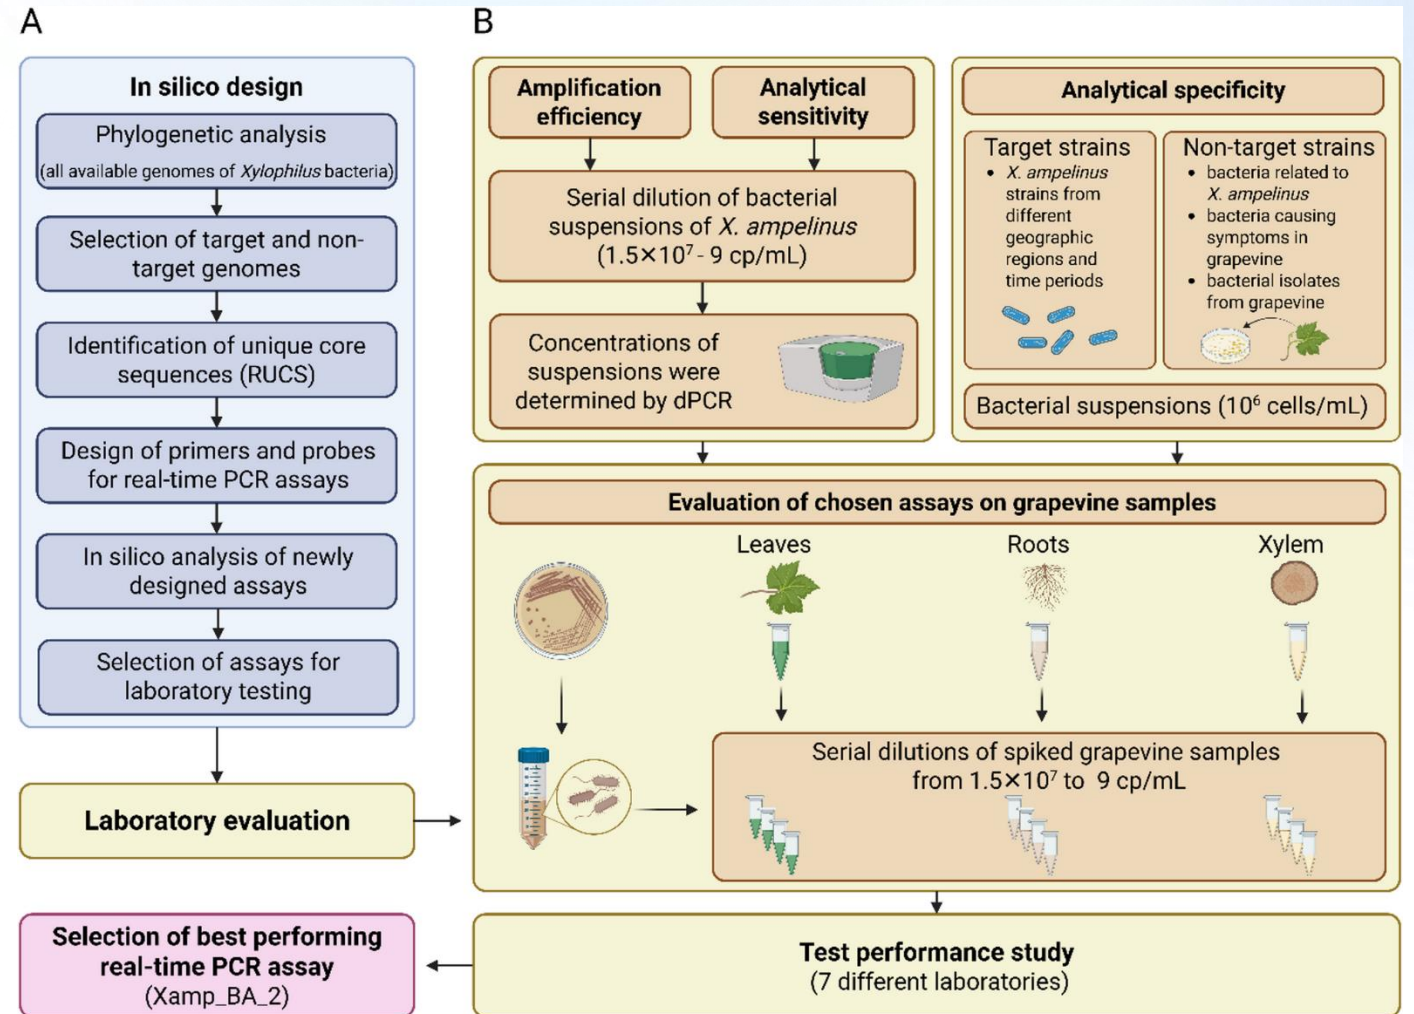 A
In silico design
Phylogenetic analysis
(all available genomes of Xylophilus bacteria)
Selection of target and non-
target genomes
Identification of unique core
sequences (RUCS)
Design of primers and probes
for real-time PCR assays
In silico analysis of newly
designed assays
Selection of assays for
laboratory testing
Laboratory evaluation
B
Amplification
efficiency
Analytical
sensitivity
Serial dilution of bacterial
suspensions of X. ampelinus
(1.5×10⁷ - 9 cp/mL)
Concentrations of
suspensions were
determined by dPCR
Analytical specificity
Target strains
• X. ampelinus
strains from
different
geographic
regions and
time periods
Non-target strains
• bacteria related to
X. ampelinus
• bacteria causing
symptoms in
grapevine
• bacterial isolates
from grapevine
Bacterial suspensions (10⁶ cells/mL)
Evaluation of chosen assays on grapevine samples
Leaves
Roots
Xylem
Serial dilutions of spiked grapevine samples
from 1.5×10⁷ to 9 cp/mL
Test performance study
(7 different laboratories)
Selection of best performing
real-time PCR assay
(Xamp_BA_2)